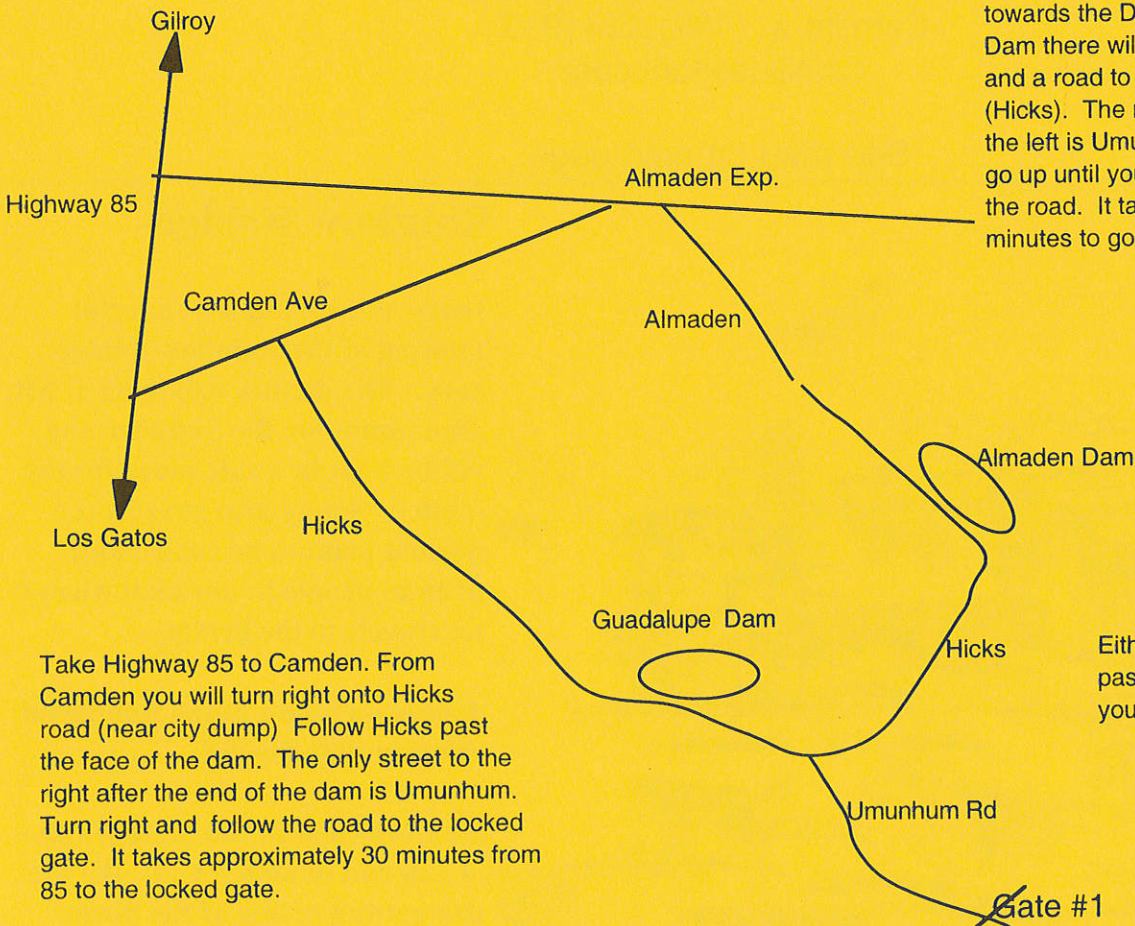 Gilroy
towards the D
Dam there wil
and a road to
(Hicks). The
the left is Umu
go up until you
the road. It ta
minutes to go
Almaden Exp.
Highway 85
Camden Ave
Almaden
Almaden Dam
Los Gatos
Hicks
Guadalupe Dam
Hicks
Eith
pas
you
Take Highway 85 to Camden. From
Camden you will turn right onto Hicks
road (near city dump) Follow Hicks past
the face of the dam. The only street to the
right after the end of the dam is Umunhum.
Turn right and follow the road to the locked
gate. It takes approximately 30 minutes from
85 to the locked gate.
Umunhum Rd
Gate #1